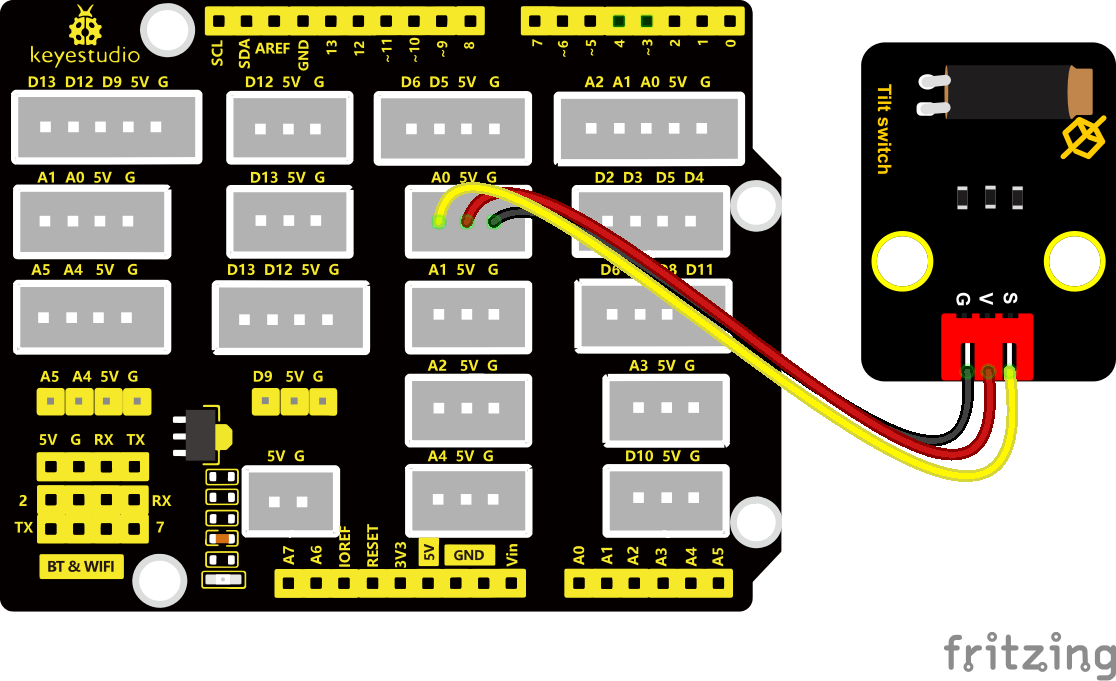 keyestudio
SCL SDA AREF GND 13 12 ~11 ~10 ~9 8
7 ~6 ~5 4 ~3 2 1 0
D13 D12 D9 5V G
D12 5V G
D6 D5 5V G
A2 A1 A0 5V G
A1 A0 5V G
D13 5V G
A0 5V G
D2 D3 D5 D4
A5 A4 5V G
D13 D12 5V G
A1 5V G
D8 D11
A2 5V G
A3 5V G
A5 A4 5V G
D9 5V G
5V G RX TX
2 RX
TX 7
BT & WIFI
5V G
A4 5V G
D10 5V G
A7 A6 IOREF RESET 3V3 5V GND Vin
A0 A1 A2 A3 A4 A5
Tilt switch
G V S
fritzing